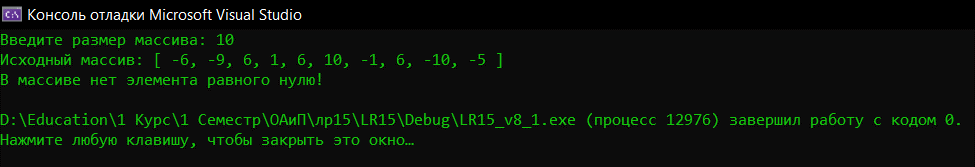 Консоль отладки Microsoft Visual Studio
Введите размер массива: 10
Исходный массив: [ -6, -9, 6, 1, 6, 10, -1, 6, -10, -5 ]
В массиве нет элемента равного нулю!
D:\Education\1 Курс\1 Семестр\ОАиП\лр15\LR15\Debug\LR15_v8_1.exe (процесс 12976) завершил работу с кодом 0.
Нажмите любую клавишу, чтобы закрыть это окно…